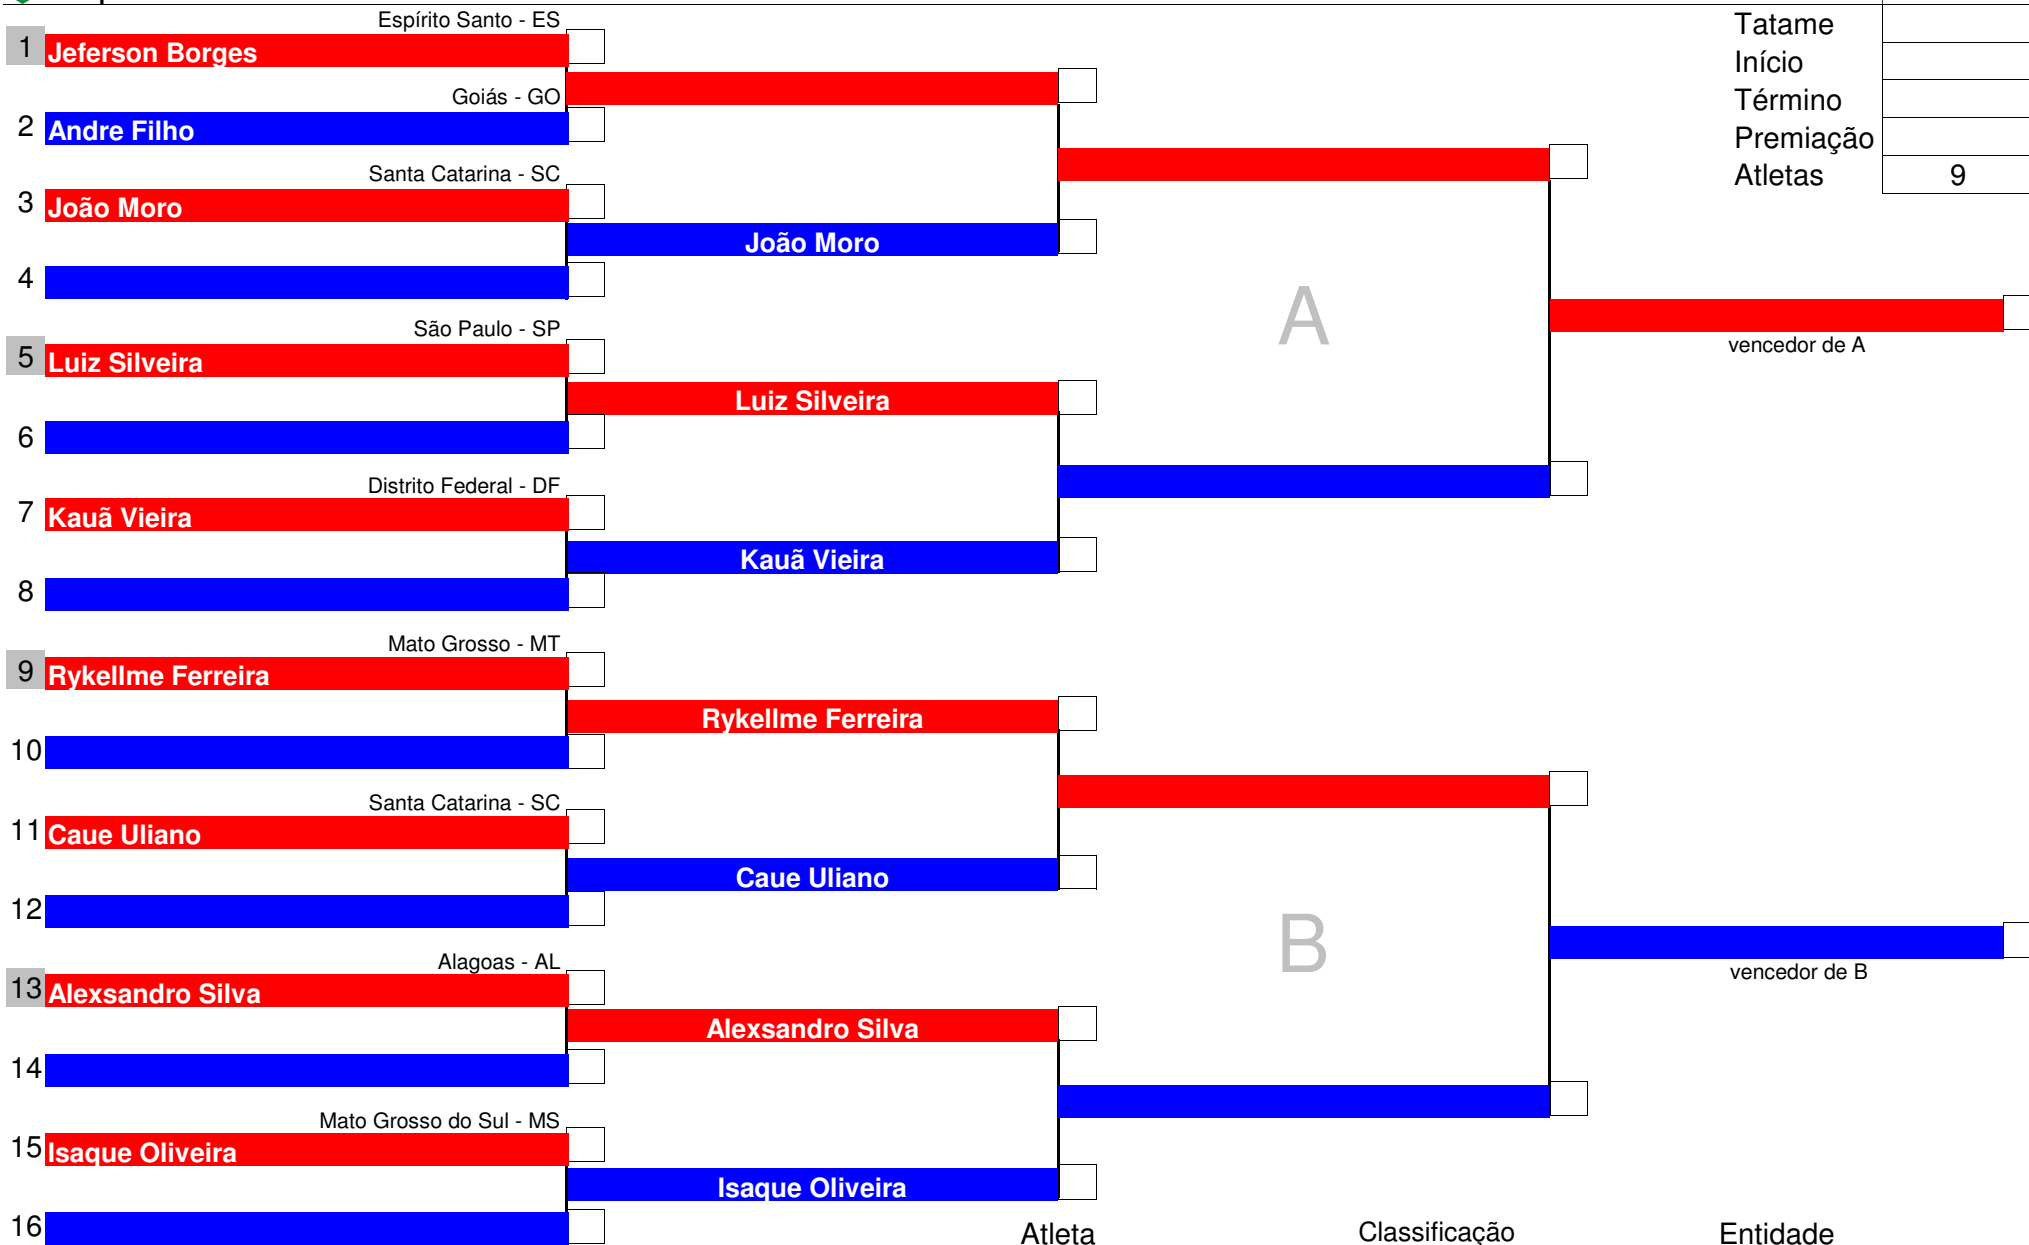 Espírito Santo - ES
1 Jeferson Borges
Goiás - GO
2 Andre Filho
Santa Catarina - SC
3 João Moro
João Moro
4
São Paulo - SP
5 Luiz Silveira
Luiz Silveira
6
Distrito Federal - DF
7 Kauã Vieira
Kauã Vieira
8
Mato Grosso - MT
9 Rykellme Ferreira
Rykellme Ferreira
10
Santa Catarina - SC
11 Caue Uliano
Caue Uliano
12
Alagoas - AL
13 Alexsandro Silva
Alexsandro Silva
14
Mato Grosso do Sul - MS
15 Isaque Oliveira
Isaque Oliveira
16
A
B
vencedor de A
vencedor de B
Tatame
Início
Término
Premiação
Atletas 9
Atleta Classificação Entidade